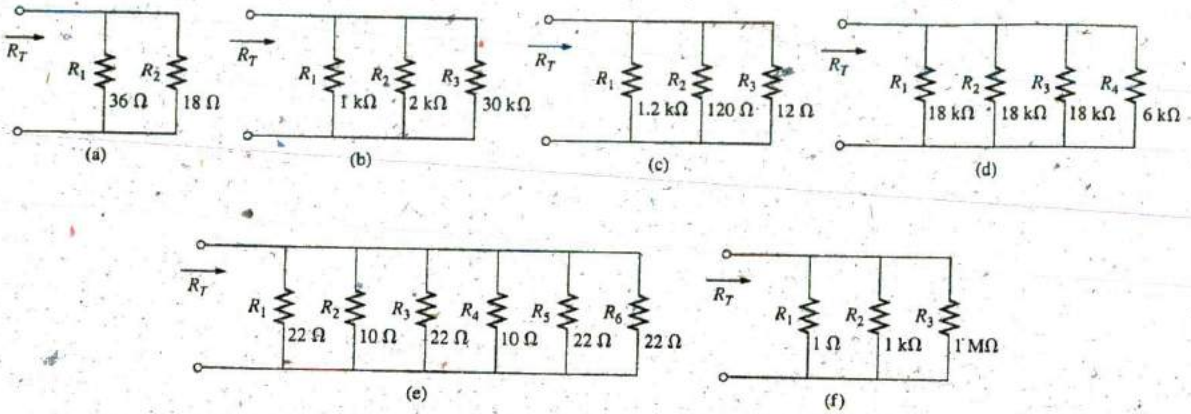 R_T R_1 36 Ω R_2 18 Ω
(a)
R_T R_1 1 kΩ R_2 2 kΩ R_3 30 kΩ
(b)
R_T R_1 1.2 kΩ R_2 120 Ω R_3 12 Ω
(c)
R_T R_1 18 kΩ R_2 18 kΩ R_3 18 kΩ R_4 6 kΩ
(d)
R_T R_1 22 Ω R_2 10 Ω R_3 22 Ω R_4 10 Ω R_5 22 Ω R_6 22 Ω
(e)
R_T R_1 1 Ω R_2 1 kΩ R_3 1 MΩ
(f)